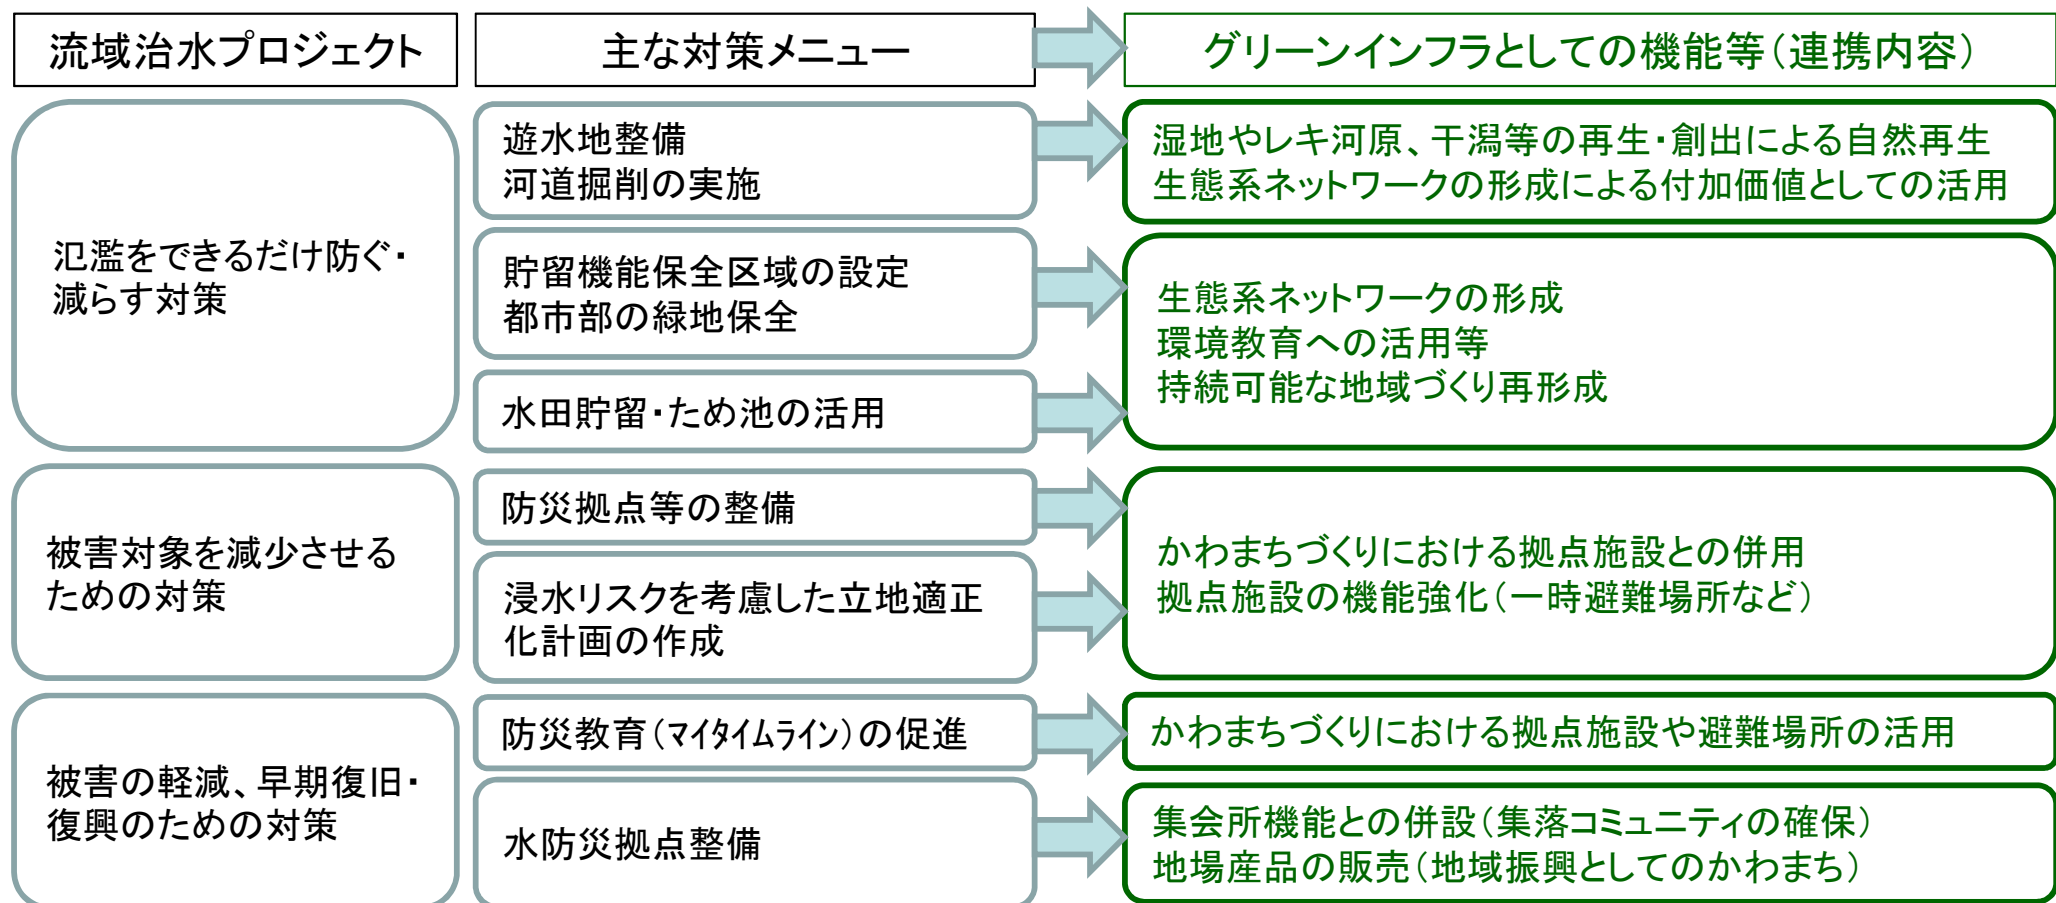 流域治水プロジェクト
主な対策メニュー
グリーンインフラとしての機能等（連携内容）
氾濫をできるだけ防ぐ・
減らす対策
遊水地整備
河道掘削の実施
湿地やレキ河原、干潟等の再生・創出による自然再生
生態系ネットワークの形成による付加価値としての活用
貯留機能保全区域の設定
都市部の緑地保全
水田貯留・ため池の活用
生態系ネットワークの形成
環境教育への活用等
持続可能な地域づくり再形成
被害対象を減少させる
ための対策
防災拠点等の整備
浸水リスクを考慮した立地適正
化計画の作成
かわまちづくりにおける拠点施設との併用
拠点施設の機能強化（一時避難場所など）
被害の軽減、早期復旧・
復興のための対策
防災教育（ﾏｲﾀｲﾑﾗｲﾝ）の促進
かわまちづくりにおける拠点施設や避難場所の活用
水防災拠点整備
集会所機能との併設（集落コミュニティの確保）
地場産品の販売（地域振興としてのかわまち）